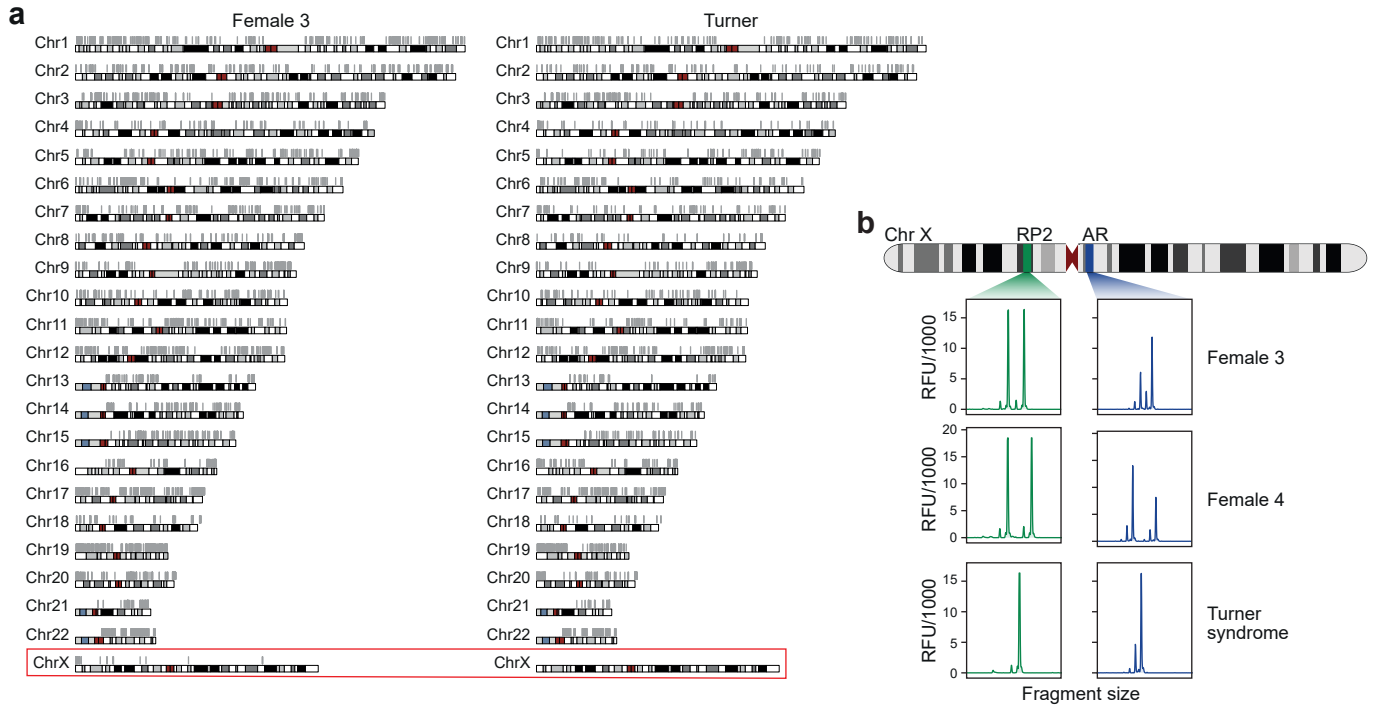 a
Female 3
Turner
Chr1
Chr1
Chr2
Chr2
Chr3
Chr3
Chr4
Chr4
Chr5
Chr5
Chr6
Chr6
Chr7
Chr7
Chr8
Chr8
Chr9
Chr9
Chr10
Chr10
Chr11
Chr11
Chr12
Chr12
Chr13
Chr13
Chr14
Chr14
Chr15
Chr15
Chr16
Chr16
Chr17
Chr17
Chr18
Chr18
Chr19
Chr19
Chr20
Chr20
Chr21
Chr21
Chr22
Chr22
ChrX
ChrX
b
Chr X
RP2
AR
RFU/1000
15
10
5
0
Female 3
RFU/1000
20
15
10
5
0
Female 4
RFU/1000
15
10
5
0
Turner
syndrome
Fragment size